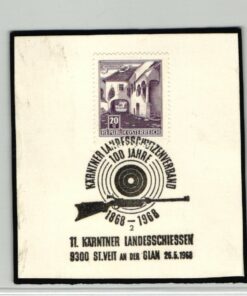 20
REPUBLIK ÖSTERREICH
KÄRNTNER LANDESSCHÜTZENVERBAND
100 JAHRE
1868-1968
2
11. KÄRNTNER LANDESSCHIESSEN
9300 ST.VEIT AN DER GLAN 26.5.1968